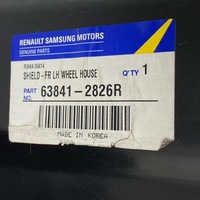 RENAULT SAMSUNG MOTORS
GENUINE PARTS
SHIELD-FR LH WHEEL HOUSE
Q'TY 1
PART NO. 63841-2826R
MADE IN KOREA